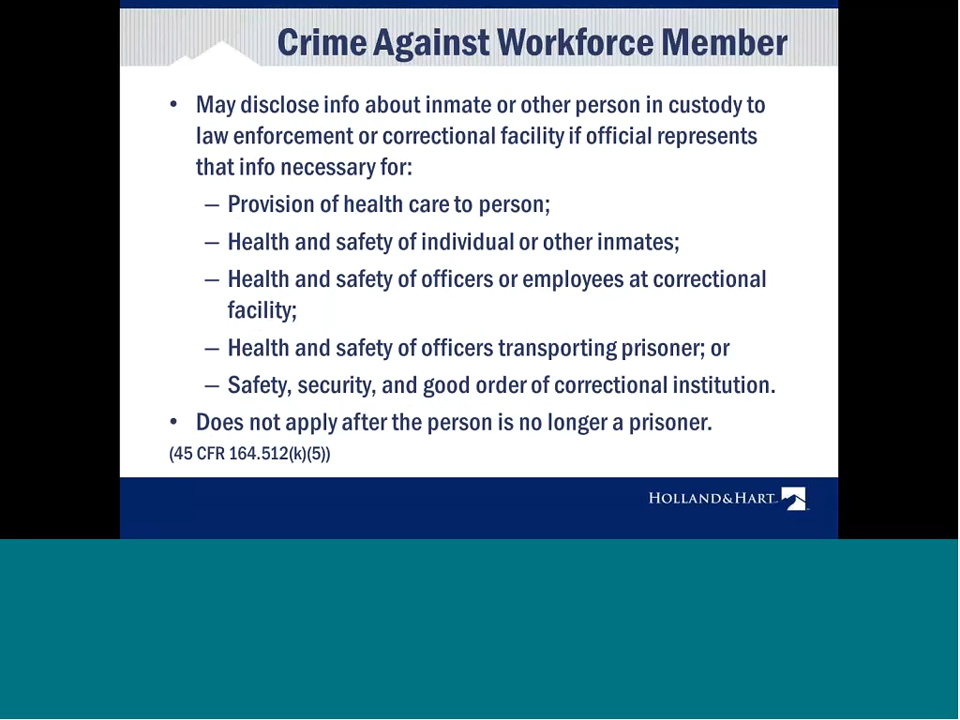 Crime Against Workforce Member
• May disclose info about inmate or other person in custody to
law enforcement or correctional facility if official represents
that info necessary for:
– Provision of health care to person;
– Health and safety of individual or other inmates;
– Health and safety of officers or employees at correctional
facility;
– Health and safety of officers transporting prisoner; or
– Safety, security, and good order of correctional institution.
• Does not apply after the person is no longer a prisoner.
(45 CFR 164.512(k)(5))
HOLLAND&HART